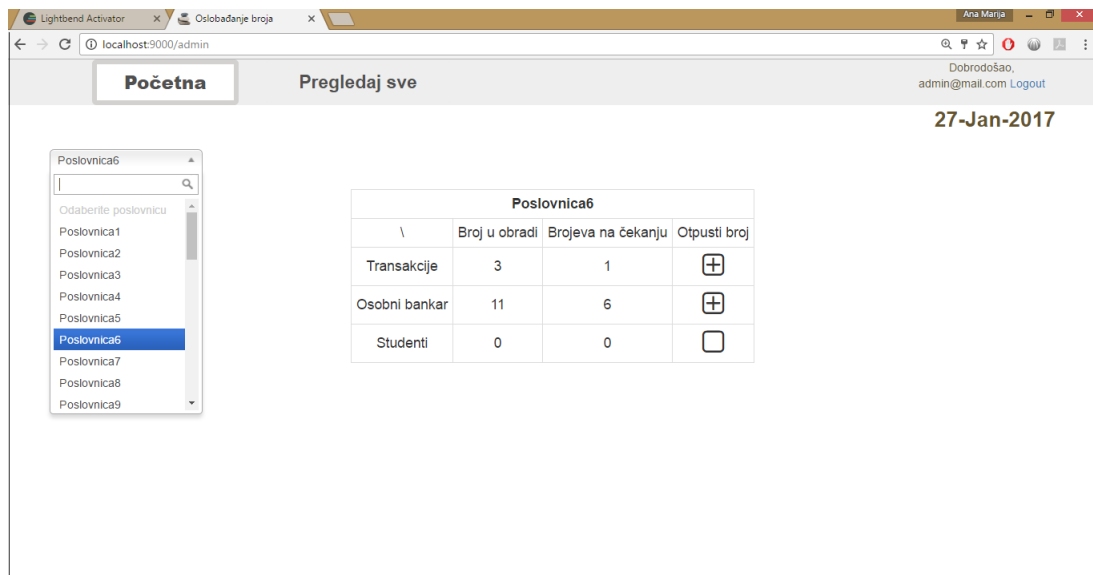 Lightbend Activator
Oslobađanje broja
Ana Marija
localhost:9000/admin
Početna
Pregledaj sve
Dobrodošao,
admin@mail.com Logout
27-Jan-2017
Poslovnica6
Odaberite poslovnicu
Poslovnica1
Poslovnica2
Poslovnica3
Poslovnica4
Poslovnica5
Poslovnica6
Poslovnica7
Poslovnica8
Poslovnica9
Poslovnica6
\ Broj u obradi Brojeva na čekanju Otpusti broj
Transakcije 3 1
Osobni bankar 11 6
Studenti 0 0